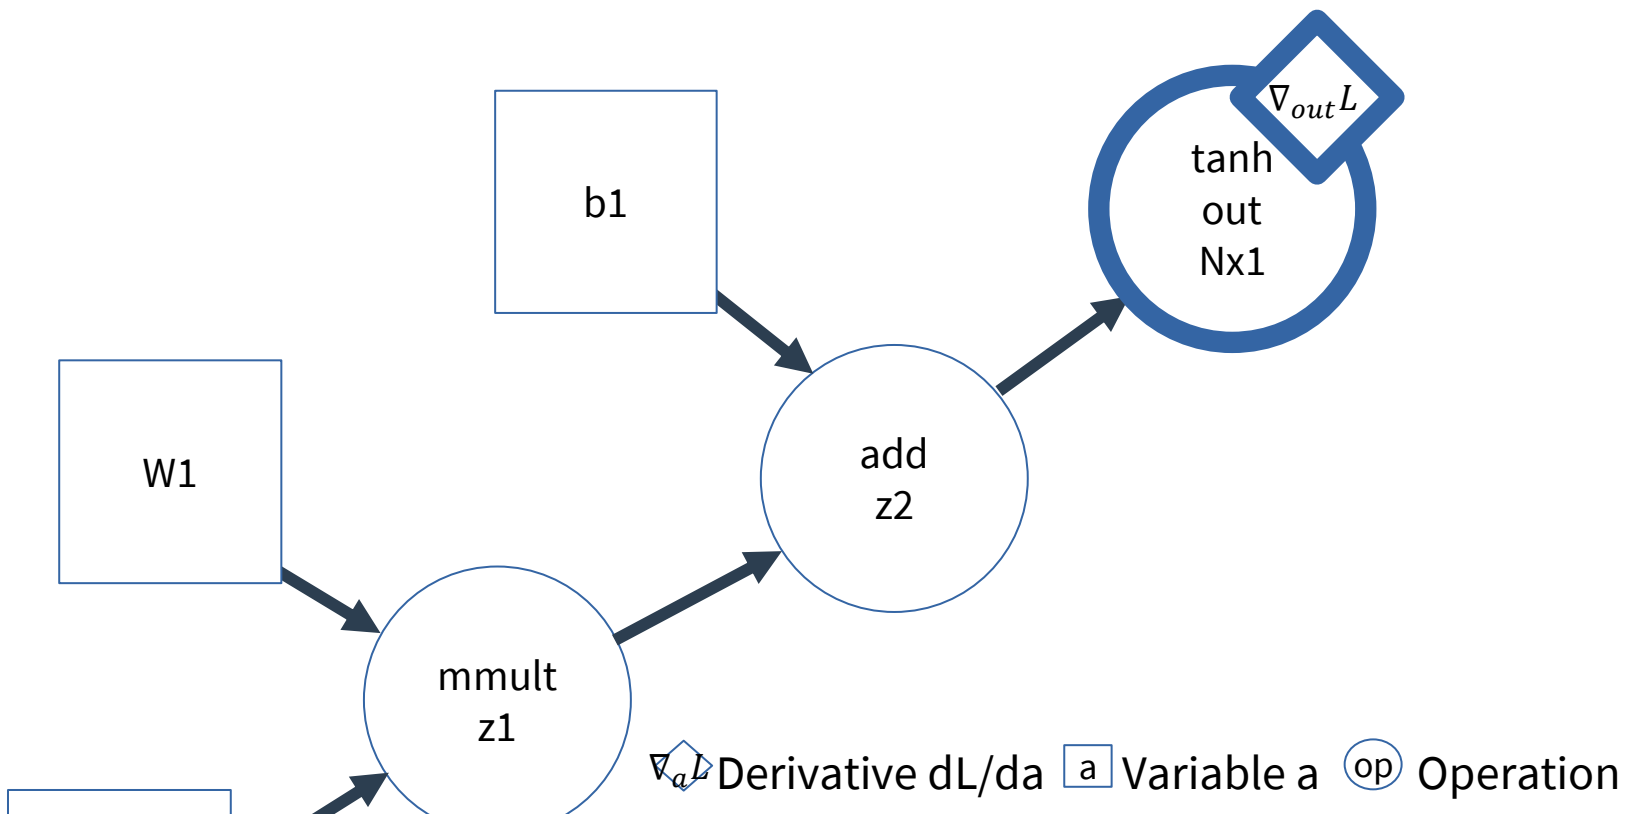 ∇outL
tanh
out
Nx1
b1
W1
add
z2
mmult
z1
∇aL Derivative dL/da a Variable a op Operation